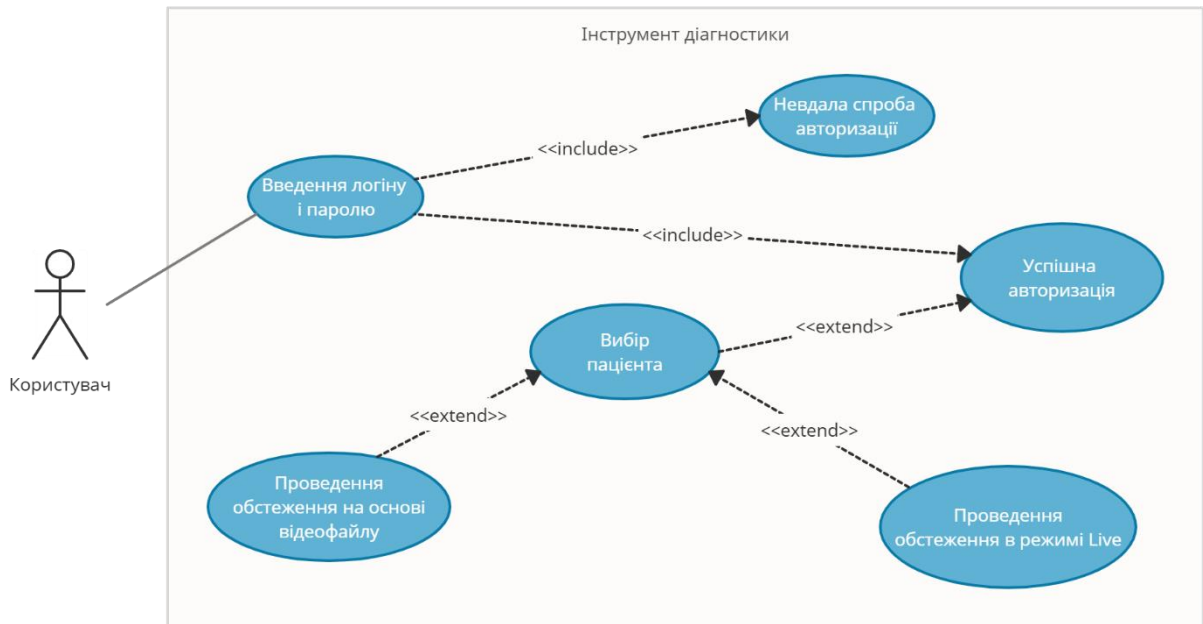 Інструмент діагностики
Невдала спроба
авторизації
<<include>>
Введення логіну
і паролю
<<include>>
Успішна
авторизація
<<extend>>
Вибір
пацієнта
Користувач
<<extend>>
<<extend>>
Проведення
обстеження на основі
відеофайлу
Проведення
обстеження в режимі Live